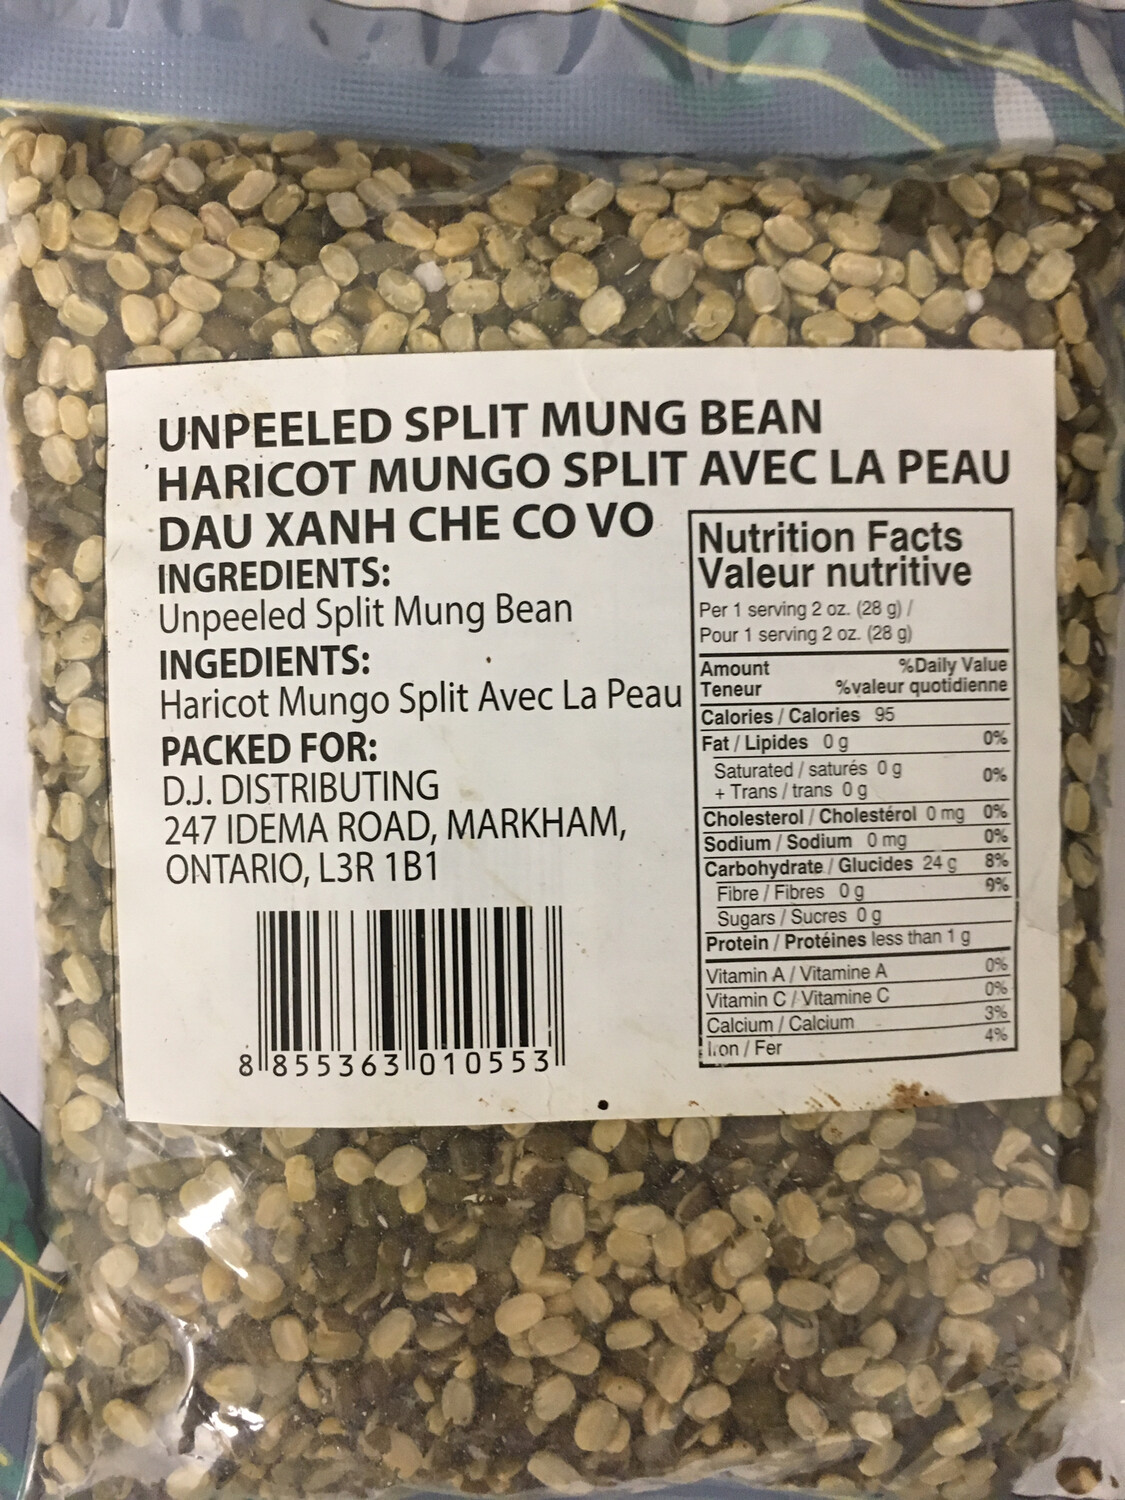 UNPEELED SPLIT MUNG BEAN
HARICOT MUNGO SPLIT AVEC LA PEAU
DAU XANH CHE CO VO
INGREDIENTS:
Unpeeled Split Mung Bean
INGEDIENTS:
Haricot Mungo Split Avec La Peau
PACKED FOR:
D.J. DISTRIBUTING
247 IDEMA ROAD, MARKHAM,
ONTARIO, L3R 1B1
8 855363 010553
Nutrition Facts
Valeur nutritive
Per 1 serving 2 oz. (28 g) /
Pour 1 serving 2 oz. (28 g)
Amount %Daily Value
Teneur %valeur quotidienne
Calories / Calories 95
Fat / Lipides 0 g 0%
Saturated / saturés 0 g 0%
+ Trans / trans 0 g
Cholesterol / Cholestérol 0 mg 0%
Sodium / Sodium 0 mg 0%
Carbohydrate / Glucides 24 g 8%
Fibre / Fibres 0 g 9%
Sugars / Sucres 0 g
Protein / Protéines less than 1 g
Vitamin A / Vitamine A 0%
Vitamin C / Vitamine C 0%
Calcium / Calcium 3%
Iron / Fer 4%